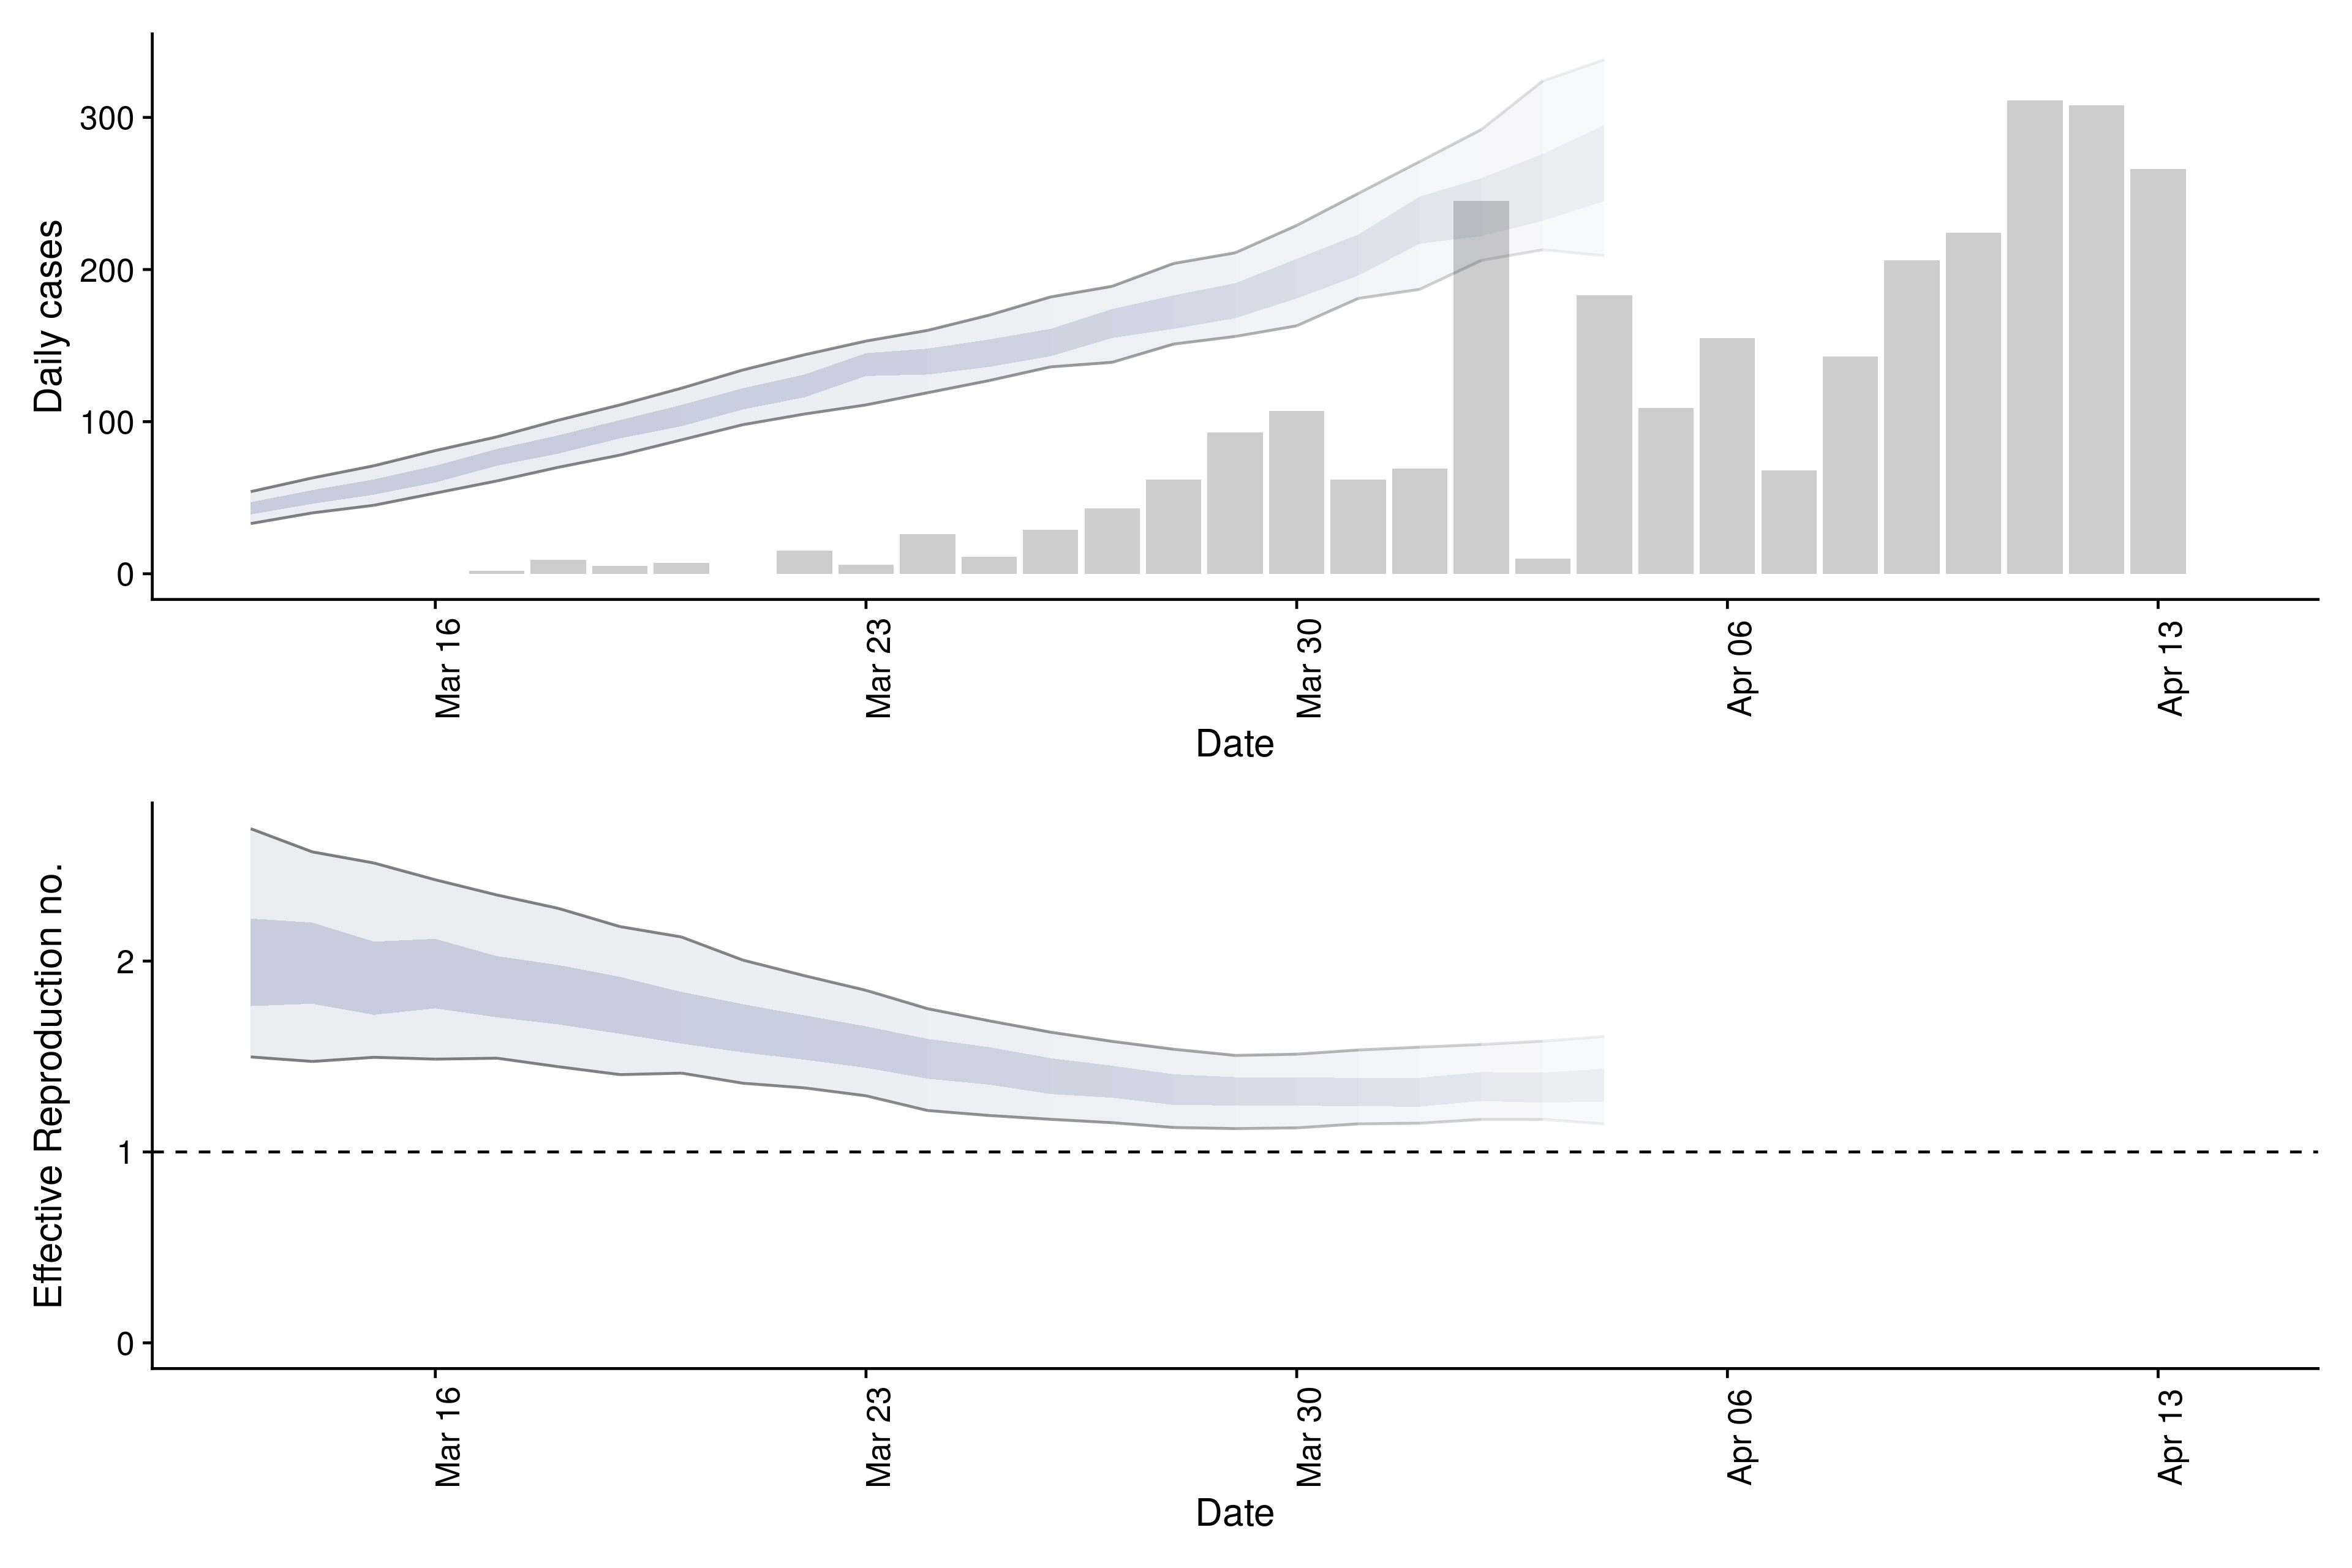 Daily cases
300
200
100
0
Mar 16
Mar 23
Mar 30
Apr 06
Apr 13
Date
Effective Reproduction no.
2
1
0
Mar 16
Mar 23
Mar 30
Apr 06
Apr 13
Date